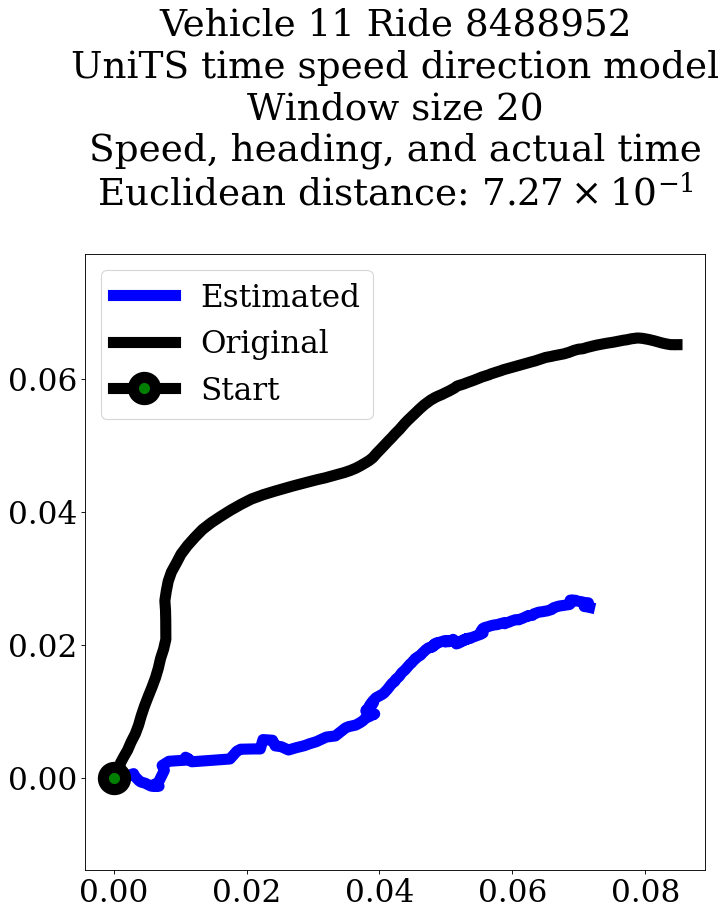 Vehicle 11 Ride 8488952
UniTS time speed direction model
Window size 20
Speed, heading, and actual time
Euclidean distance: 7.27 × 10⁻¹
Estimated
Original
Start
0.06
0.04
0.02
0.00
0.00 0.02 0.04 0.06 0.08